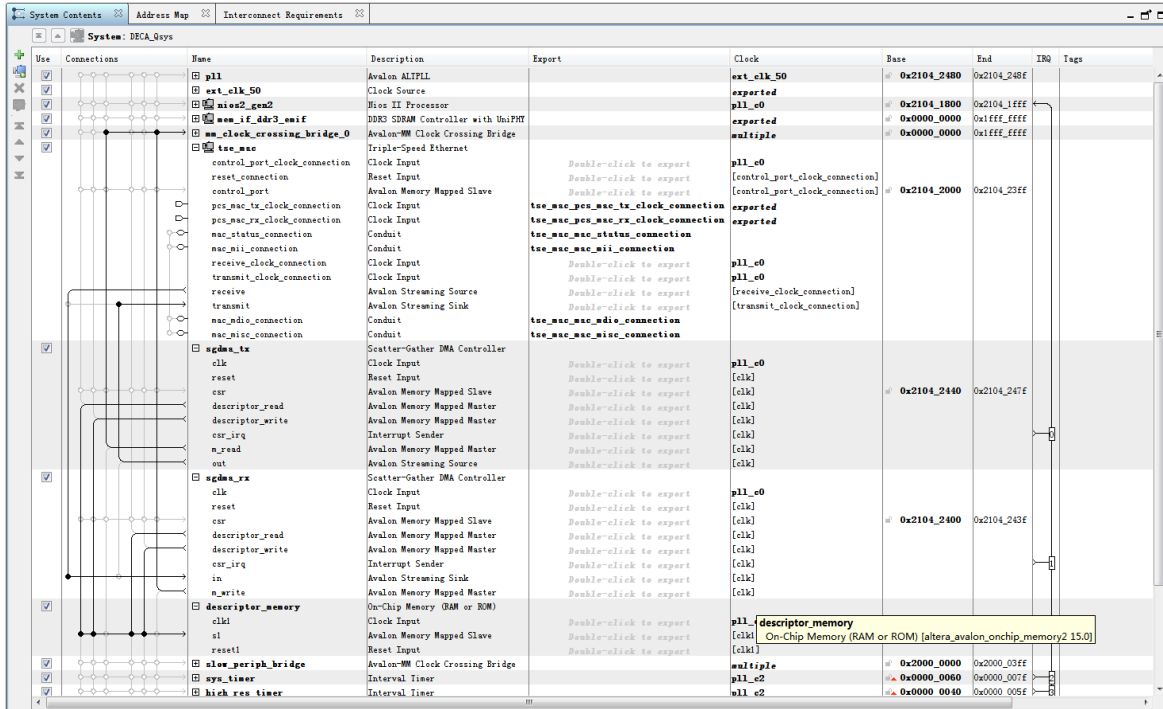 System Contents Address Map Interconnect Requirements
System: DECA_Qsys
Use Connections Name Description Export Clock Base End IRQ Tags
pll Avalon ALTPLL ext_clk_50 0x2104_2480 0x2104_248f
ext_clk_50 Clock Source exported
nios2_gen2 Nios II Processor pll_c0 0x2104_1800 0x2104_1fff
mem_if_ddr3_emif DDR3 SDRAM Controller with UniPHY exported 0x0000_0000 0x1fff_ffff
mm_clock_crossing_bridge_0 Avalon-MM Clock Crossing Bridge multiple 0x0000_0000 0x1fff_ffff
tse_mac Triple-Speed Ethernet
control_port_clock_connection Clock Input Double-click to export pll_c0
reset_connection Reset Input Double-click to export [control_port_clock_connection]
control_port Avalon Memory Mapped Slave Double-click to export [control_port_clock_connection] 0x2104_2000 0x2104_23ff
pcs_mac_tx_clock_connection Clock Input tse_mac_pcs_mac_tx_clock_connection exported
pcs_mac_rx_clock_connection Clock Input tse_mac_pcs_mac_rx_clock_connection exported
mac_status_connection Conduit tse_mac_mac_status_connection
mac_mii_connection Conduit tse_mac_mac_mii_connection
receive_clock_connection Clock Input Double-click to export pll_c0
transmit_clock_connection Clock Input Double-click to export pll_c0
receive Avalon Streaming Source Double-click to export [receive_clock_connection]
transmit Avalon Streaming Sink Double-click to export [transmit_clock_connection]
mac_mdio_connection Conduit tse_mac_mac_mdio_connection
mac_misc_connection Conduit tse_mac_mac_misc_connection
sgdma_tx Scatter-Gather DMA Controller
clk Clock Input Double-click to export pll_c0
reset Reset Input Double-click to export [clk]
csr Avalon Memory Mapped Slave Double-click to export [clk] 0x2104_2440 0x2104_247f
descriptor_read Avalon Memory Mapped Master Double-click to export [clk]
descriptor_write Avalon Memory Mapped Master Double-click to export [clk]
csr_irq Interrupt Sender Double-click to export [clk] 0
m_read Avalon Memory Mapped Master Double-click to export [clk]
out Avalon Streaming Source Double-click to export [clk]
sgdma_rx Scatter-Gather DMA Controller
clk Clock Input Double-click to export pll_c0
reset Reset Input Double-click to export [clk]
csr Avalon Memory Mapped Slave Double-click to export [clk] 0x2104_2400 0x2104_243f
descriptor_read Avalon Memory Mapped Master Double-click to export [clk]
descriptor_write Avalon Memory Mapped Master Double-click to export [clk]
csr_irq Interrupt Sender Double-click to export [clk] 1
in Avalon Streaming Sink Double-click to export [clk]
m_write Avalon Memory Mapped Master Double-click to export [clk]
descriptor_memory On-Chip Memory (RAM or ROM)
clk1 Clock Input Double-click to export pll_ descriptor_memory
s1 Avalon Memory Mapped Slave Double-click to export [clk1 On-Chip Memory (RAM or ROM) [altera_avalon_onchip_memory2 15.0]
reset1 Reset Input Double-click to export [clk1]
slow_periph_bridge Avalon-MM Clock Crossing Bridge multiple 0x2000_0000 0x2000_03ff
sys_timer Interval Timer pll_c2 0x0000_0060 0x0000_007f 2
high_res_timer Interval Timer pll_c2 0x0000_0040 0x0000_005f 3